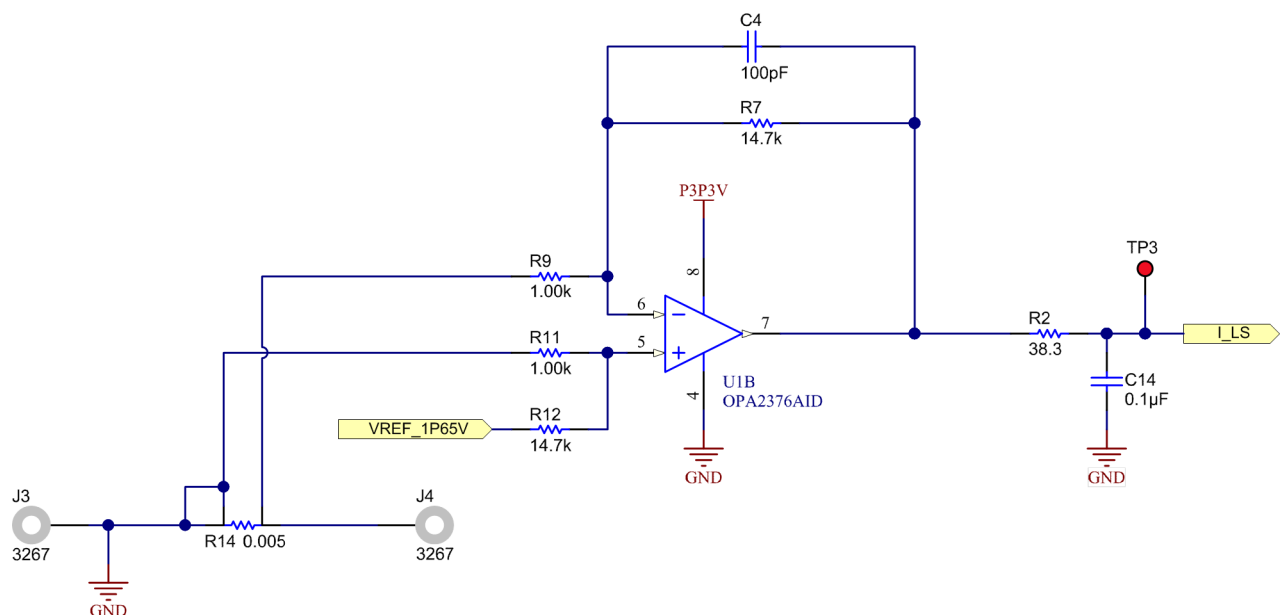 C4
100pF
R7
14.7k
P3P3V
8
R9
1.00k
6
7
5
R11
1.00k
4
U1B
OPA2376AID
VREF_1P65V
R12
14.7k
GND
TP3
R2
38.3
I_LS
C14
0.1µF
GND
J3
3267
R14 0.005
J4
3267
GND